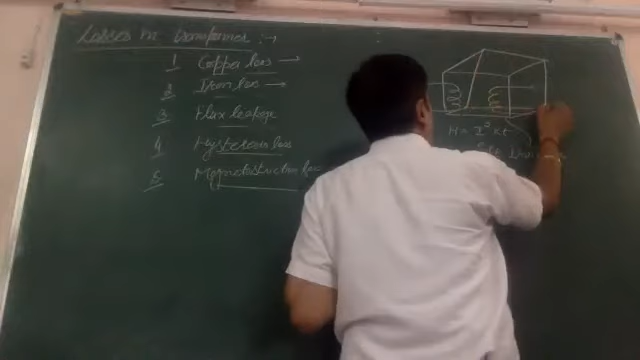 Losses in transformer :-
1 Copper loss →
2 Iron loss →
3 Flux leakage
4 Hysteresis loss
5 Magnetostriction loss
H = I² Rt